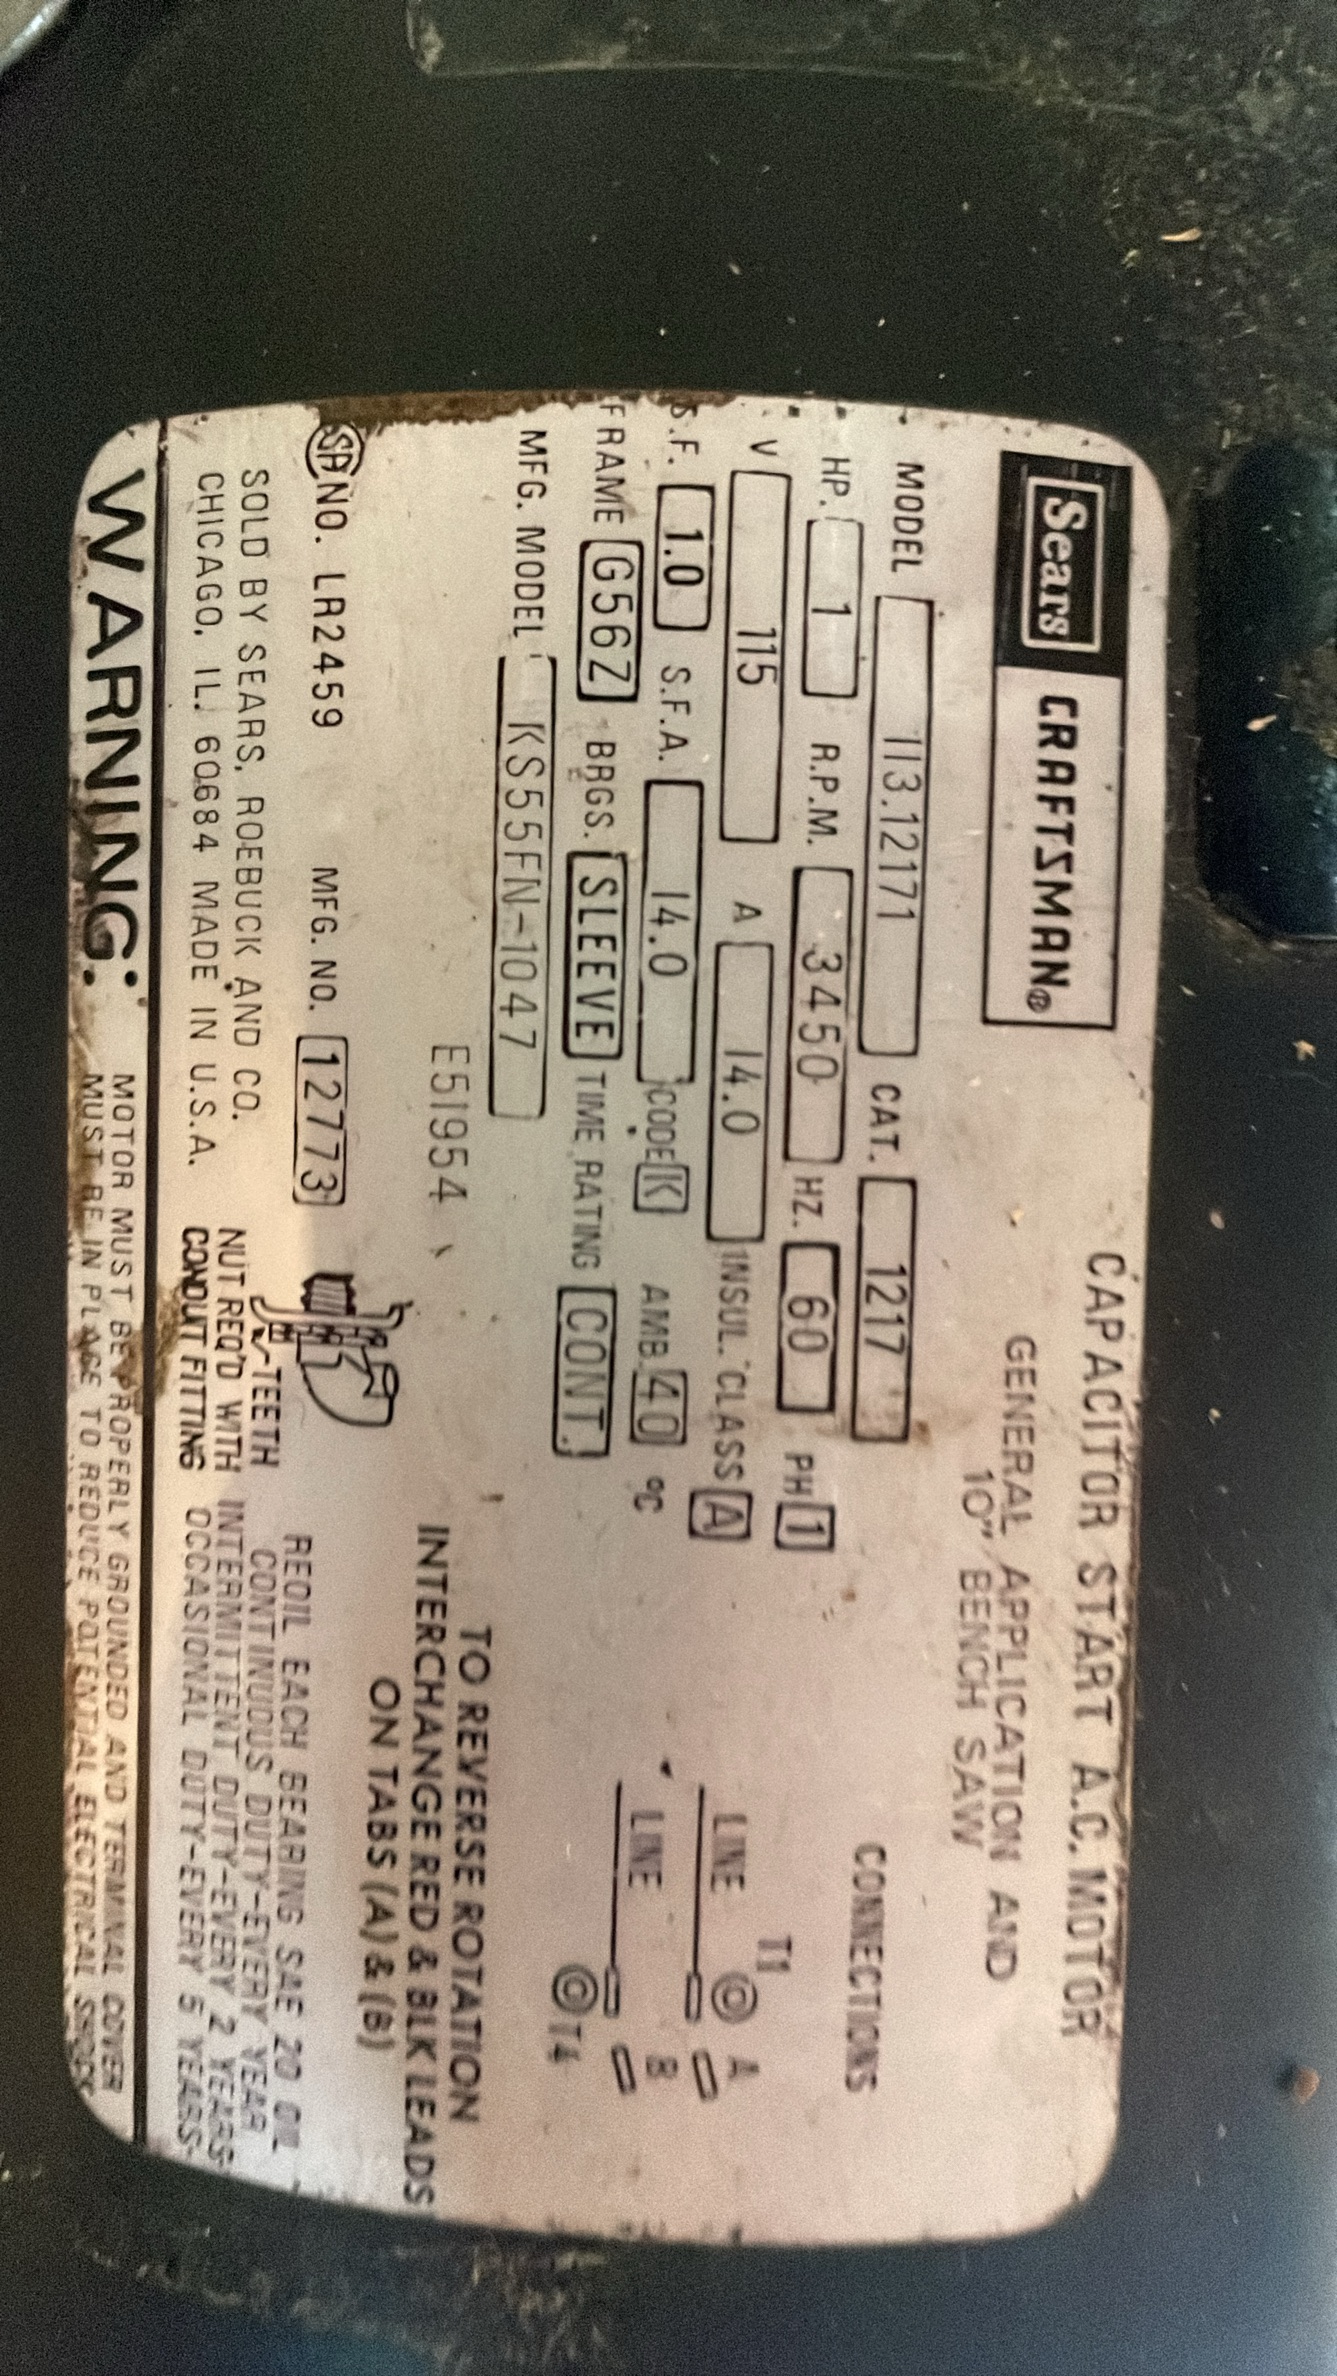 Sears CRAFTSMAN®
CAPACITOR START A.C. MOTOR
GENERAL APPLICATION AND
10" BENCH SAW
MODEL 113.12171 CAT. 1217
HP. 1 R.P.M. 3450 HZ. 60 PH 1
V 115 A 14.0 INSUL. CLASS A
S.F. 1.0 S.F.A. 14.0 CODE K AMB. 40 °C
FRAME G56Z BRGS. SLEEVE TIME RATING CONT.
MFG. MODEL KS55FN-1047
E51954
CONNECTIONS
T1
LINE A
LINE B
T4
TO REVERSE ROTATION
INTERCHANGE RED & BLK LEADS
ON TABS (A) & (B)
SA NO. LR2459 MFG. NO. 12773
SOLD BY SEARS, ROEBUCK AND CO.
CHICAGO, IL. 60684 MADE IN U.S.A.
TEETH
NUT REQ'D WITH
CONDUIT FITTING
REOIL EACH BEARING SAE 20 OIL
CONTINUOUS DUTY-EVERY YEAR
INTERMITTENT DUTY-EVERY 2 YEARS
OCCASIONAL DUTY-EVERY 5 YEARS
WARNING: MOTOR MUST BE PROPERLY GROUNDED AND TERMINAL COVER
MUST BE IN PLACE TO REDUCE POTENTIAL ELECTRICAL SHOCK